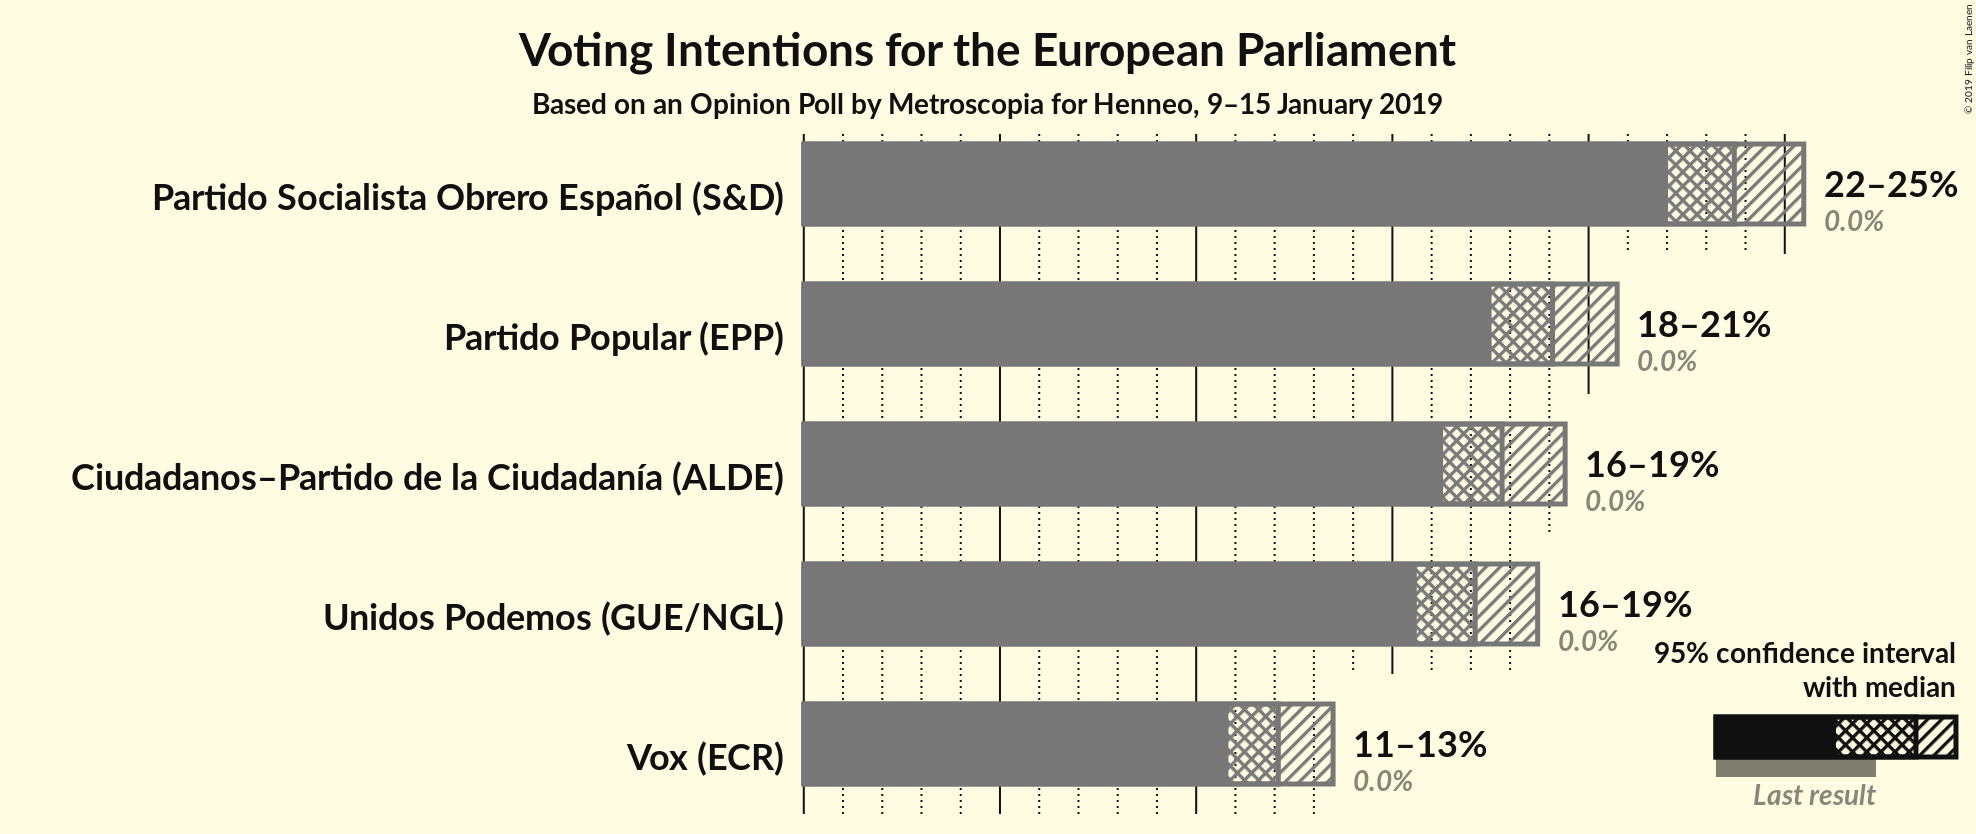 Voting Intentions for the European Parliament
Based on an Opinion Poll by Metroscopia for Henneo, 9–15 January 2019
© 2019 Filip van Laenen
Partido Socialista Obrero Español (S&D)
22–25%
0.0%
Partido Popular (EPP)
18–21%
0.0%
Ciudadanos–Partido de la Ciudadanía (ALDE)
16–19%
0.0%
Unidos Podemos (GUE/NGL)
16–19%
0.0%
Vox (ECR)
11–13%
0.0%
95% confidence interval
with median
Last result